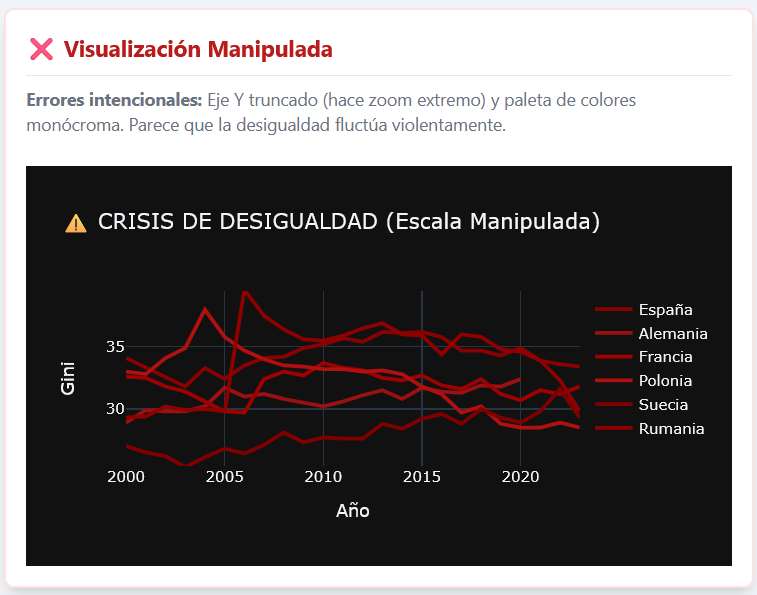 ❌ Visualización Manipulada
Errores intencionales: Eje Y truncado (hace zoom extremo) y paleta de colores
monócroma. Parece que la desigualdad fluctúa violentamente.
⚠️ CRISIS DE DESIGUALDAD (Escala Manipulada)
35
30
Gini
2000 2005 2010 2015 2020
Año
España
Alemania
Francia
Polonia
Suecia
Rumania